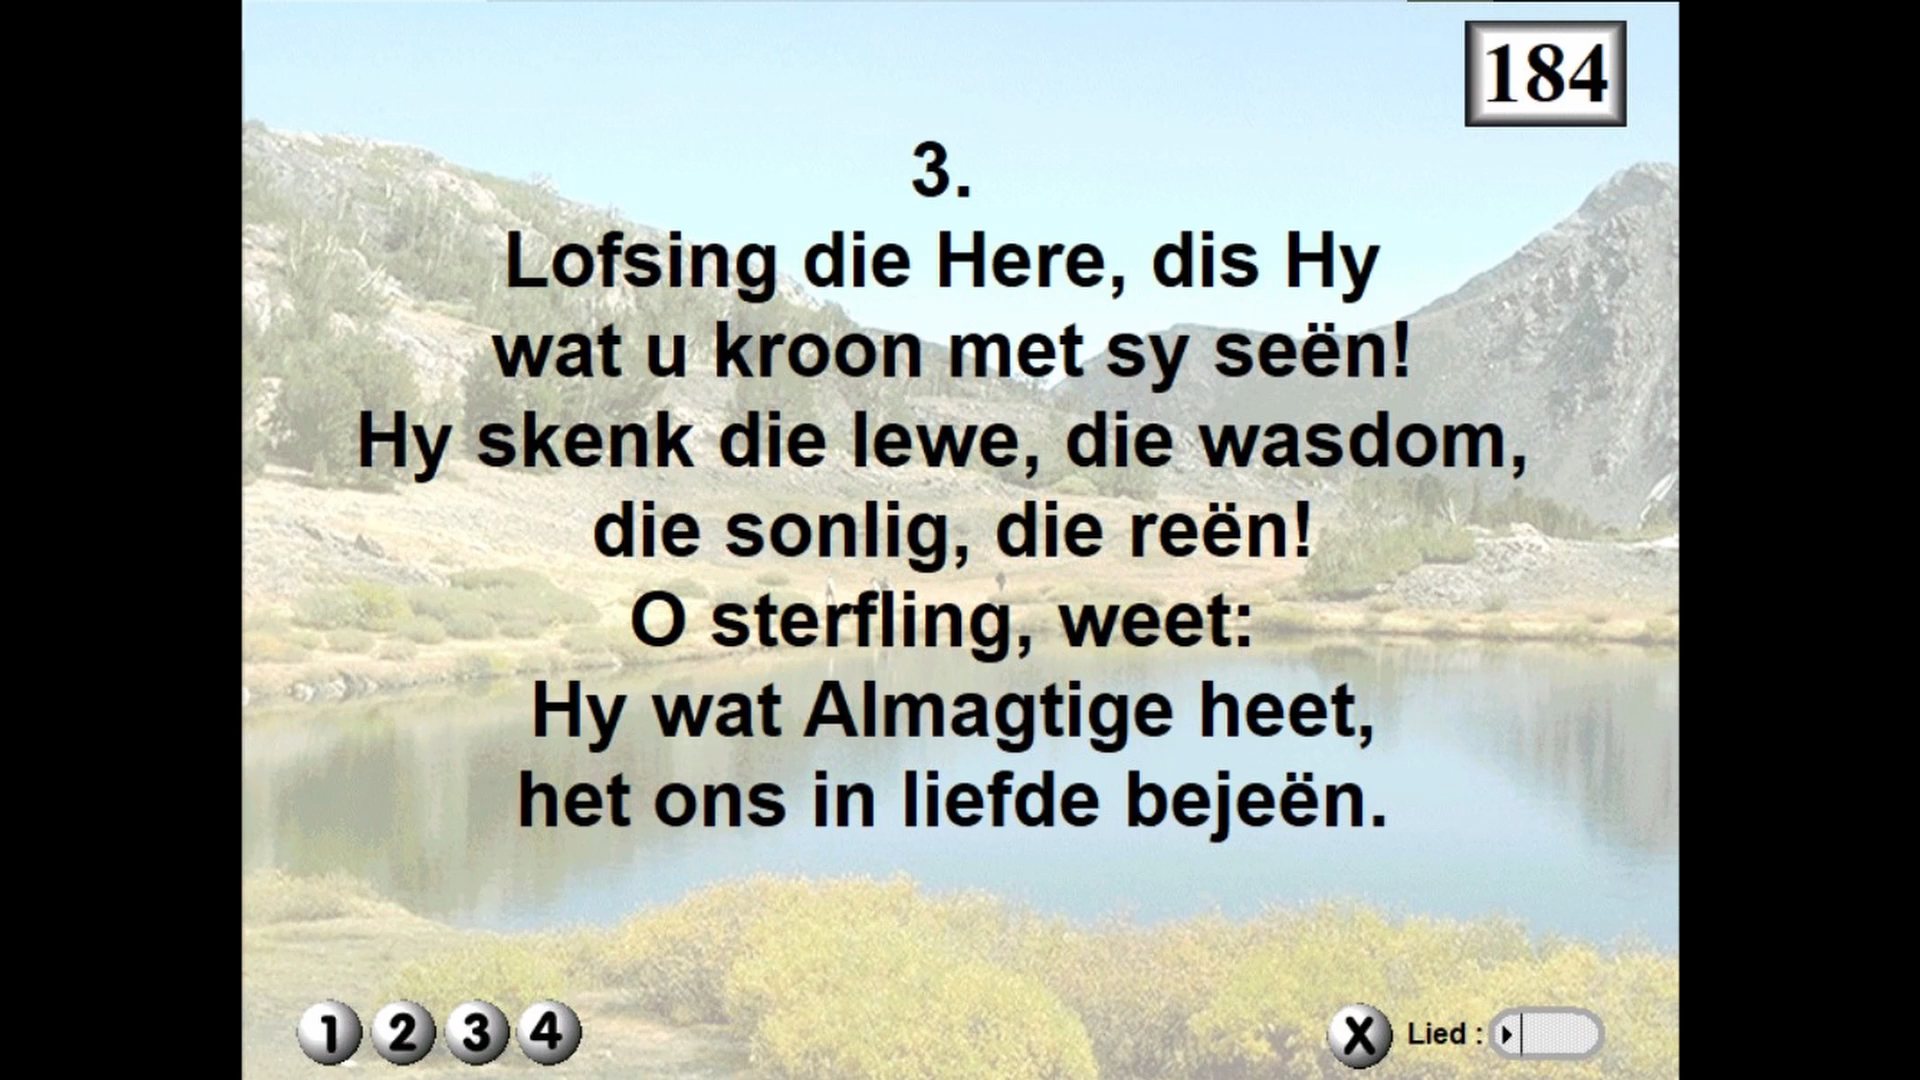 184
3.
Lofsing die Here, dis Hy
wat u kroon met sy seën!
Hy skenk die lewe, die wasdom,
die sonlig, die reën!
O sterfling, weet:
Hy wat Almagtige heet,
het ons in liefde bejeën.
1 2 3 4 X Lied :